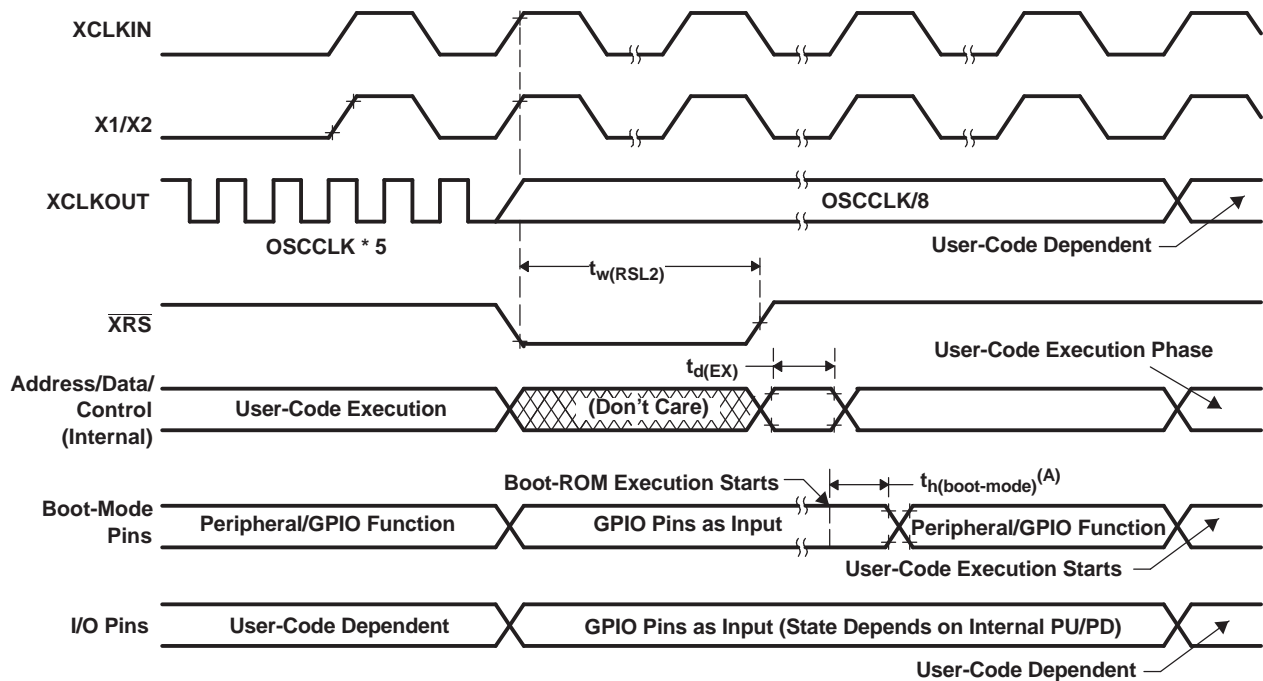 XCLKIN
X1/X2
XCLKOUT
OSCCLK/8
OSCCLK * 5
User-Code Dependent
tw(RSL2)
XRS
User-Code Execution Phase
td(EX)
Address/Data/
Control
(Internal)
User-Code Execution
(Don't Care)
Boot-ROM Execution Starts
th(boot-mode)(A)
Boot-Mode
Pins
Peripheral/GPIO Function
GPIO Pins as Input
Peripheral/GPIO Function
User-Code Execution Starts
I/O Pins
User-Code Dependent
GPIO Pins as Input (State Depends on Internal PU/PD)
User-Code Dependent